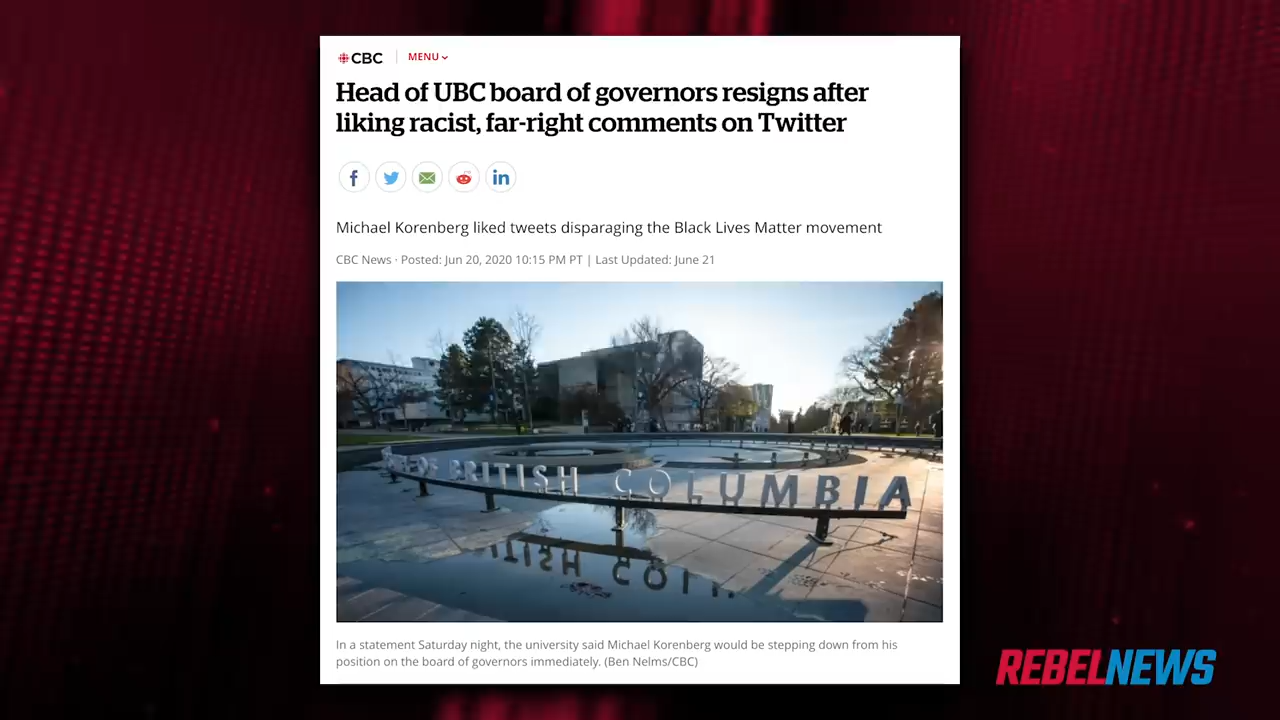 CBC
MENU
Head of UBC board of governors resigns after
liking racist, far-right comments on Twitter
Michael Korenberg liked tweets disparaging the Black Lives Matter movement
CBC News · Posted: Jun 20, 2020 10:15 PM PT | Last Updated: June 21
BRITISH COLUMBIA
In a statement Saturday night, the university said Michael Korenberg would be stepping down from his
position on the board of governors immediately. (Ben Nelms/CBC)
REBELNEWS